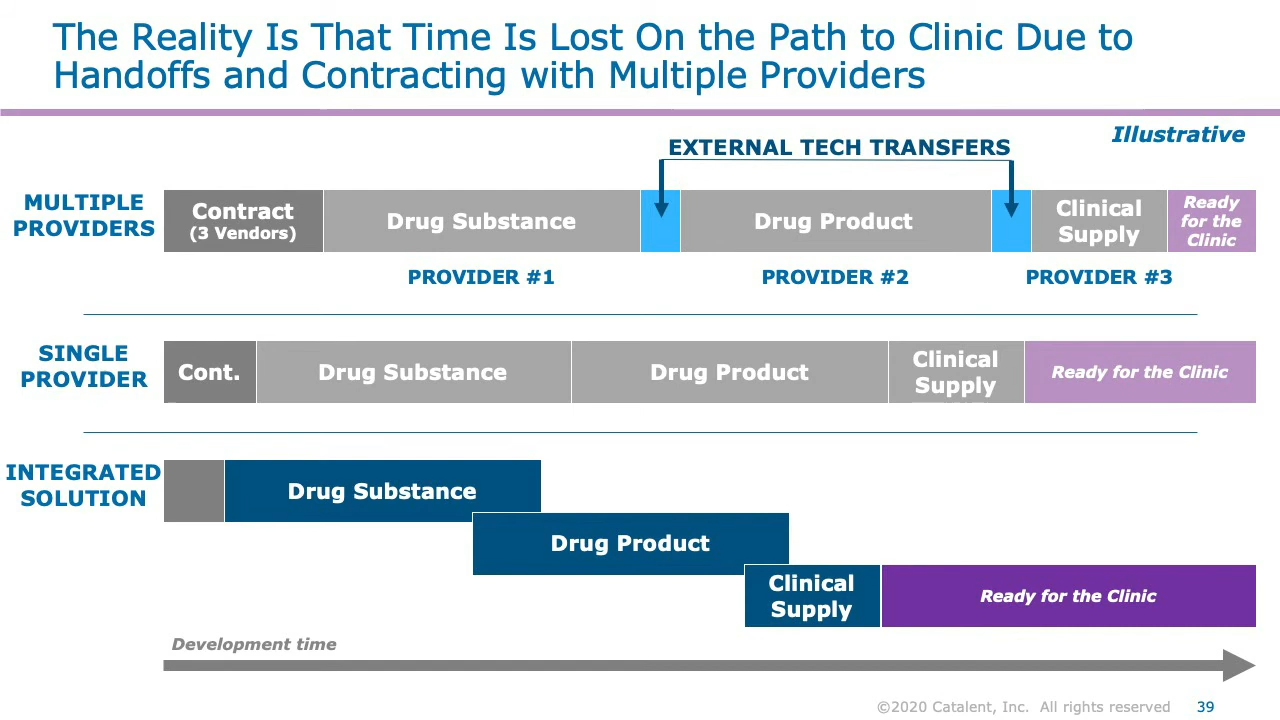 The Reality Is That Time Is Lost On the Path to Clinic Due to
Handoffs and Contracting with Multiple Providers
Illustrative
EXTERNAL TECH TRANSFERS
MULTIPLE
PROVIDERS
Contract
(3 Vendors)
Drug Substance
Drug Product
Clinical
Supply
Ready
for the
Clinic
PROVIDER #1
PROVIDER #2
PROVIDER #3
SINGLE
PROVIDER
Cont.
Drug Substance
Drug Product
Clinical
Supply
Ready for the Clinic
INTEGRATED
SOLUTION
Drug Substance
Drug Product
Clinical
Supply
Ready for the Clinic
Development time
©2020 Catalent, Inc. All rights reserved 39